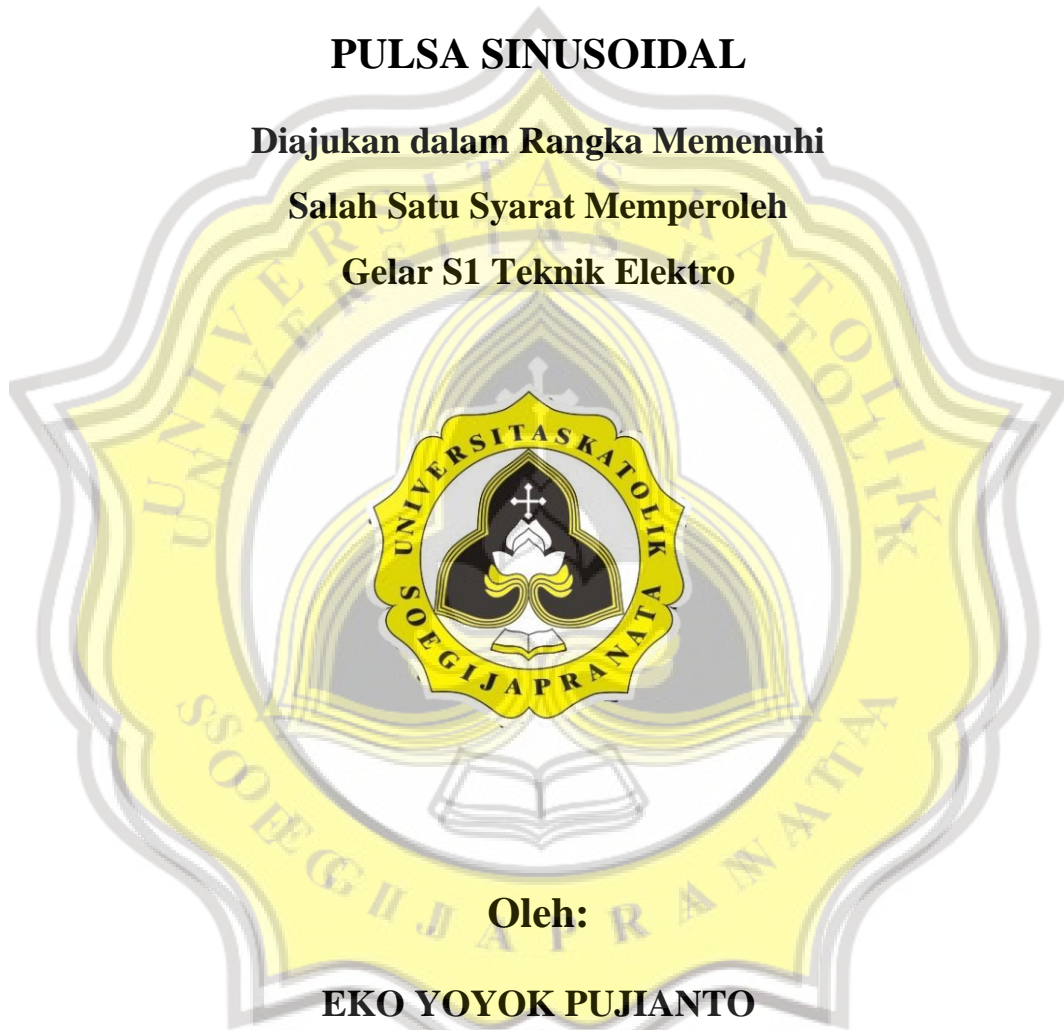 PULSA SINUSOIDAL
Diajukan dalam Rangka Memenuhi
Salah Satu Syarat Memperoleh
Gelar S1 Teknik Elektro
UNIVERSITAS KATOLIK
SOEGIJAPRANATA
Oleh:
EKO YOYOK PUJIANTO